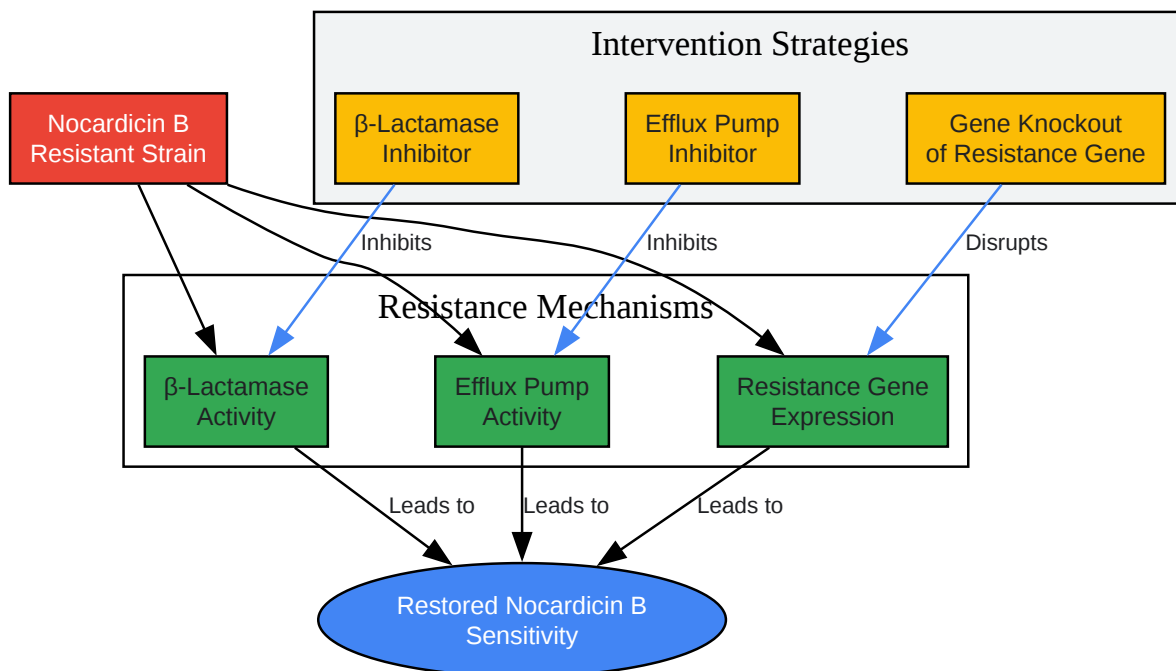 Intervention Strategies
Nocardicin B
Resistant Strain
β-Lactamase
Inhibitor
Efflux Pump
Inhibitor
Gene Knockout
of Resistance Gene
Inhibits
Inhibits
Disrupts
Resistance Mechanisms
β-Lactamase
Activity
Efflux Pump
Activity
Resistance Gene
Expression
Leads to
Leads to
Leads to
Restored Nocardicin B
Sensitivity